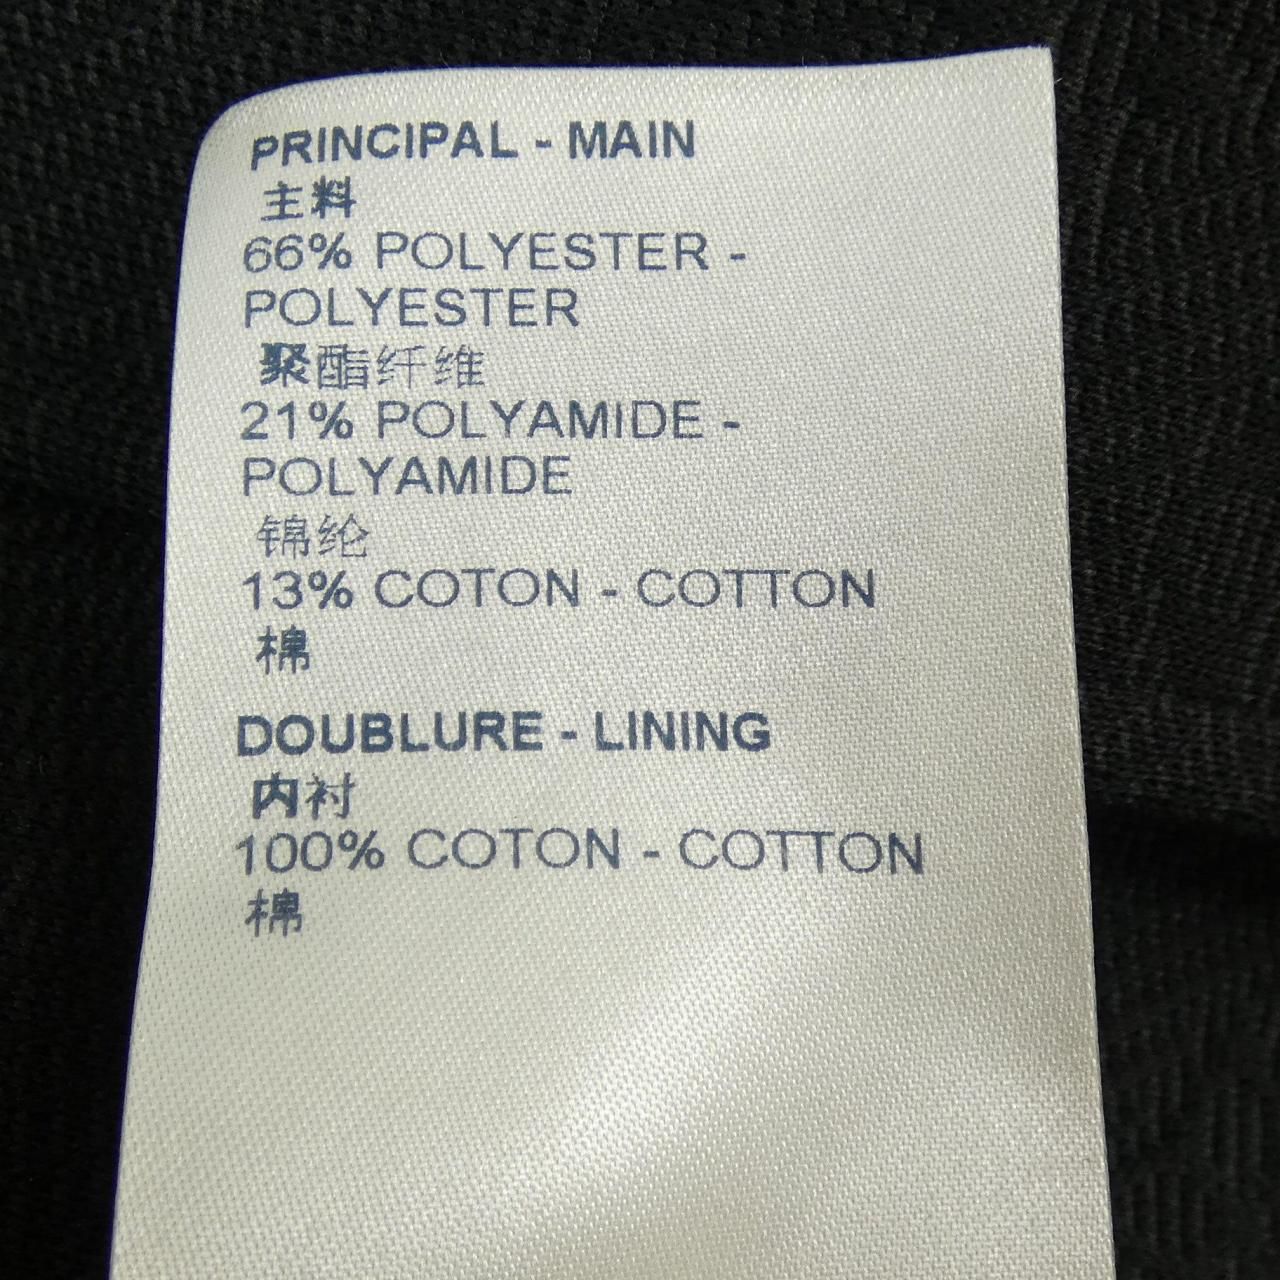 PRINCIPAL - MAIN
主料
66% POLYESTER -
POLYESTER
聚酯纤维
21% POLYAMIDE -
POLYAMIDE
锦纶
13% COTON - COTTON
棉
DOUBLURE - LINING
内衬
100% COTON - COTTON
棉